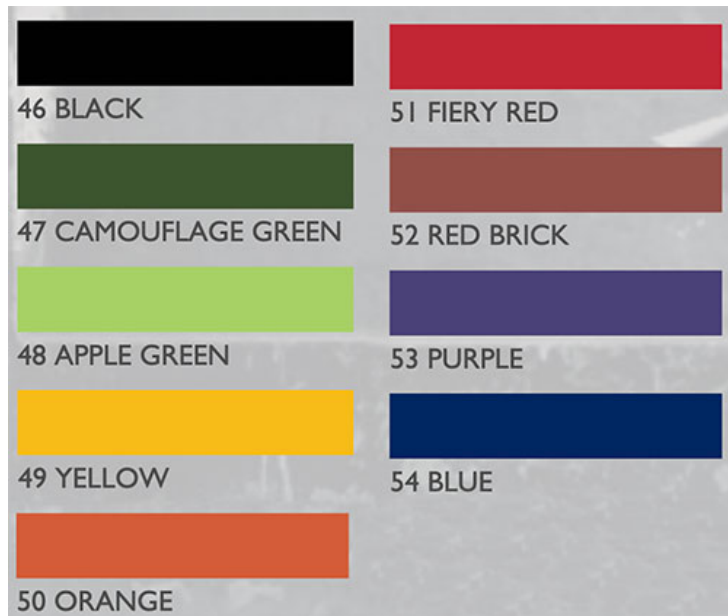 46 BLACK
47 CAMOUFLAGE GREEN
48 APPLE GREEN
49 YELLOW
50 ORANGE
51 FIERY RED
52 RED BRICK
53 PURPLE
54 BLUE